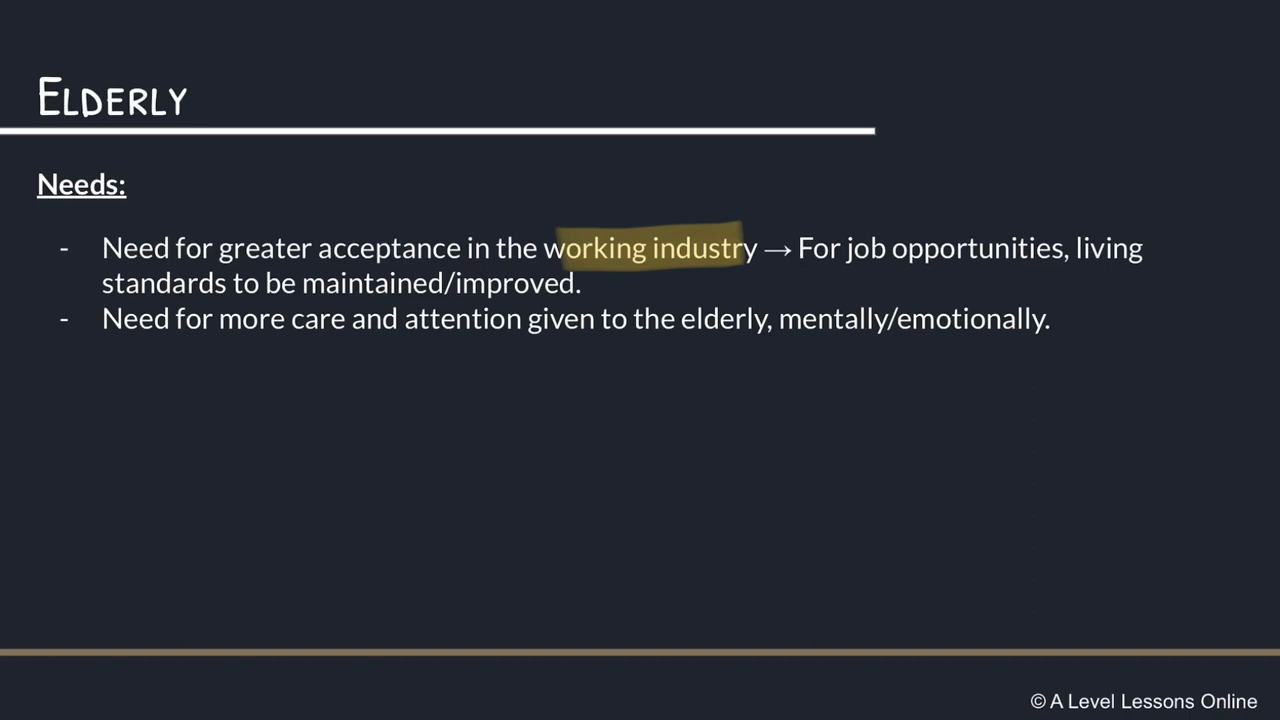 ELDERLY
Needs:
- Need for greater acceptance in the working industry → For job opportunities, living
standards to be maintained/improved.
- Need for more care and attention given to the elderly, mentally/emotionally.
© A Level Lessons Online